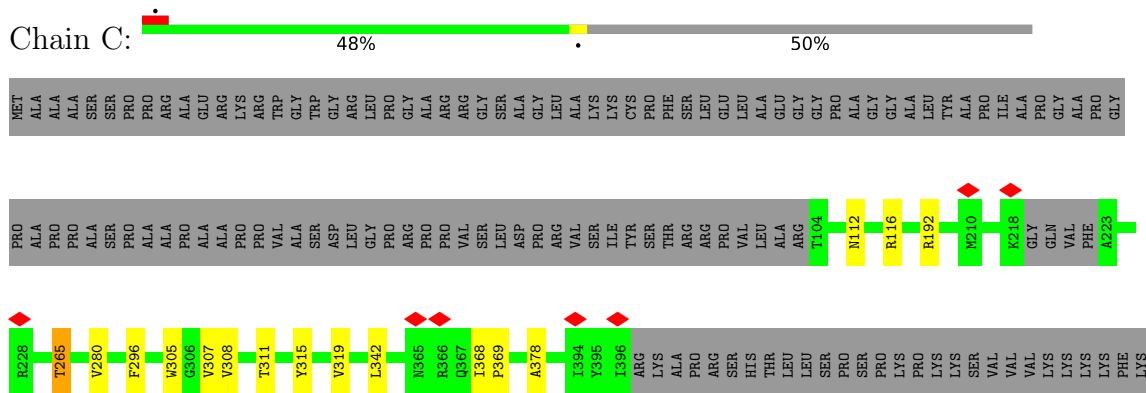 Chain C:
48%
50%
MET ALA ALA ALA SER SER PRO PRO ARG ALA GLU ARG LYS ARG TRP GLY TRP GLY ARG LEU PRO GLY ALA ARG ARG GLY SER ALA GLY LEU ALA LYS LYS CYS PRO PHE SER LEU GLU LEU ALA GLU GLY GLY PRO ALA GLY GLY ALA LEU TYR ALA PRO ILE ALA PRO GLY ALA PRO GLY
PRO ALA PRO PRO ALA SER PRO ALA ALA PRO ALA ALA PRO PRO VAL ALA SER ASP LEU GLY PRO ARG PRO PRO VAL SER LEU ASP PRO ARG VAL SER ILE TYR SER THR ARG ARG PRO VAL LEU ALA ARG T104 N112 R116 R192 M210 K218 GLY GLN VAL PHE A223
R228 T265 V280 F296 W305 G306 V307 V308 T311 Y315 V319 L342 N365 R366 Q367 I368 P369 A378 I394 Y395 I396 ARG LYS ALA PRO ARG SER HIS THR LEU LEU SER PRO SER PRO LYS PRO LYS LYS SER VAL VAL VAL LYS LYS LYS LYS PHE LYS